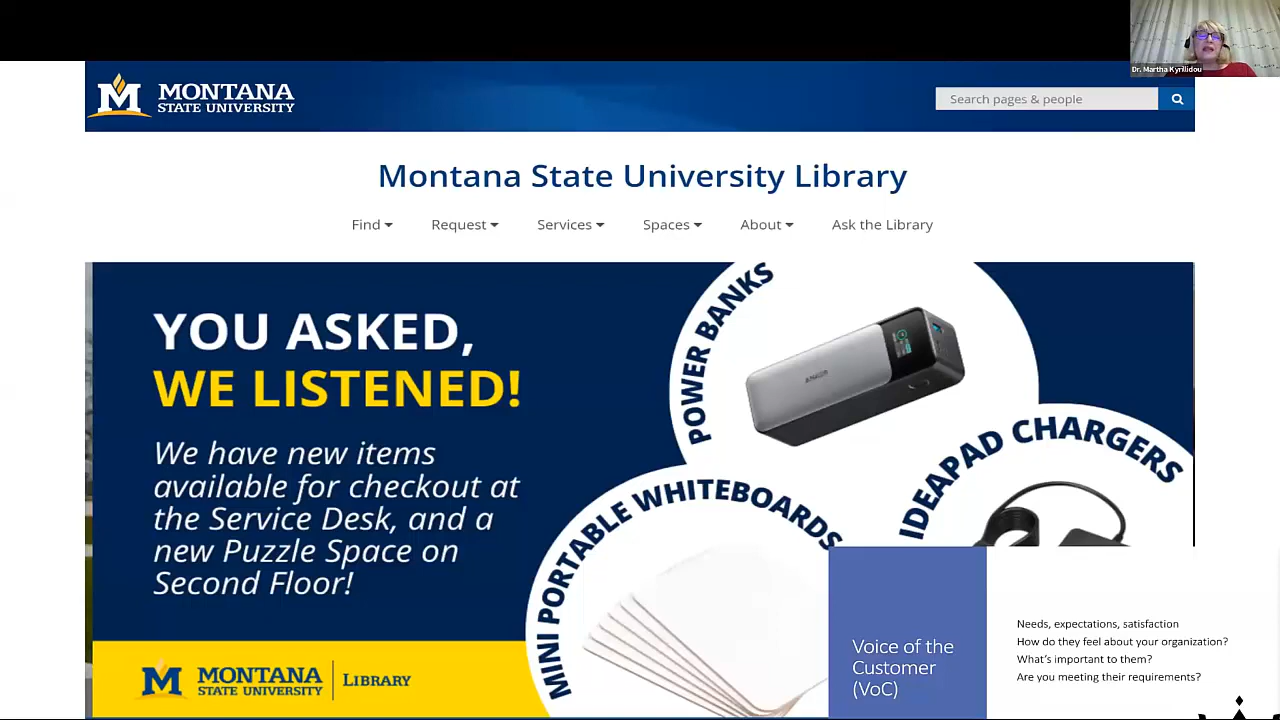 Dr. Martha Kyrillidou
MONTANA
STATE UNIVERSITY
Search pages & people
Montana State University Library
Find
Request
Services
Spaces
About
Ask the Library
YOU ASKED,
WE LISTENED!
We have new items
available for checkout at
the Service Desk, and a
new Puzzle Space on
Second Floor!
POWER BANKS
ANKER
IDEAPAD CHARGERS
MINI PORTABLE WHITEBOARDS
M MONTANA
STATE UNIVERSITY
LIBRARY
Voice of the
Customer
(VoC)
Needs, expectations, satisfaction
How do they feel about your organization?
What's important to them?
Are you meeting their requirements?